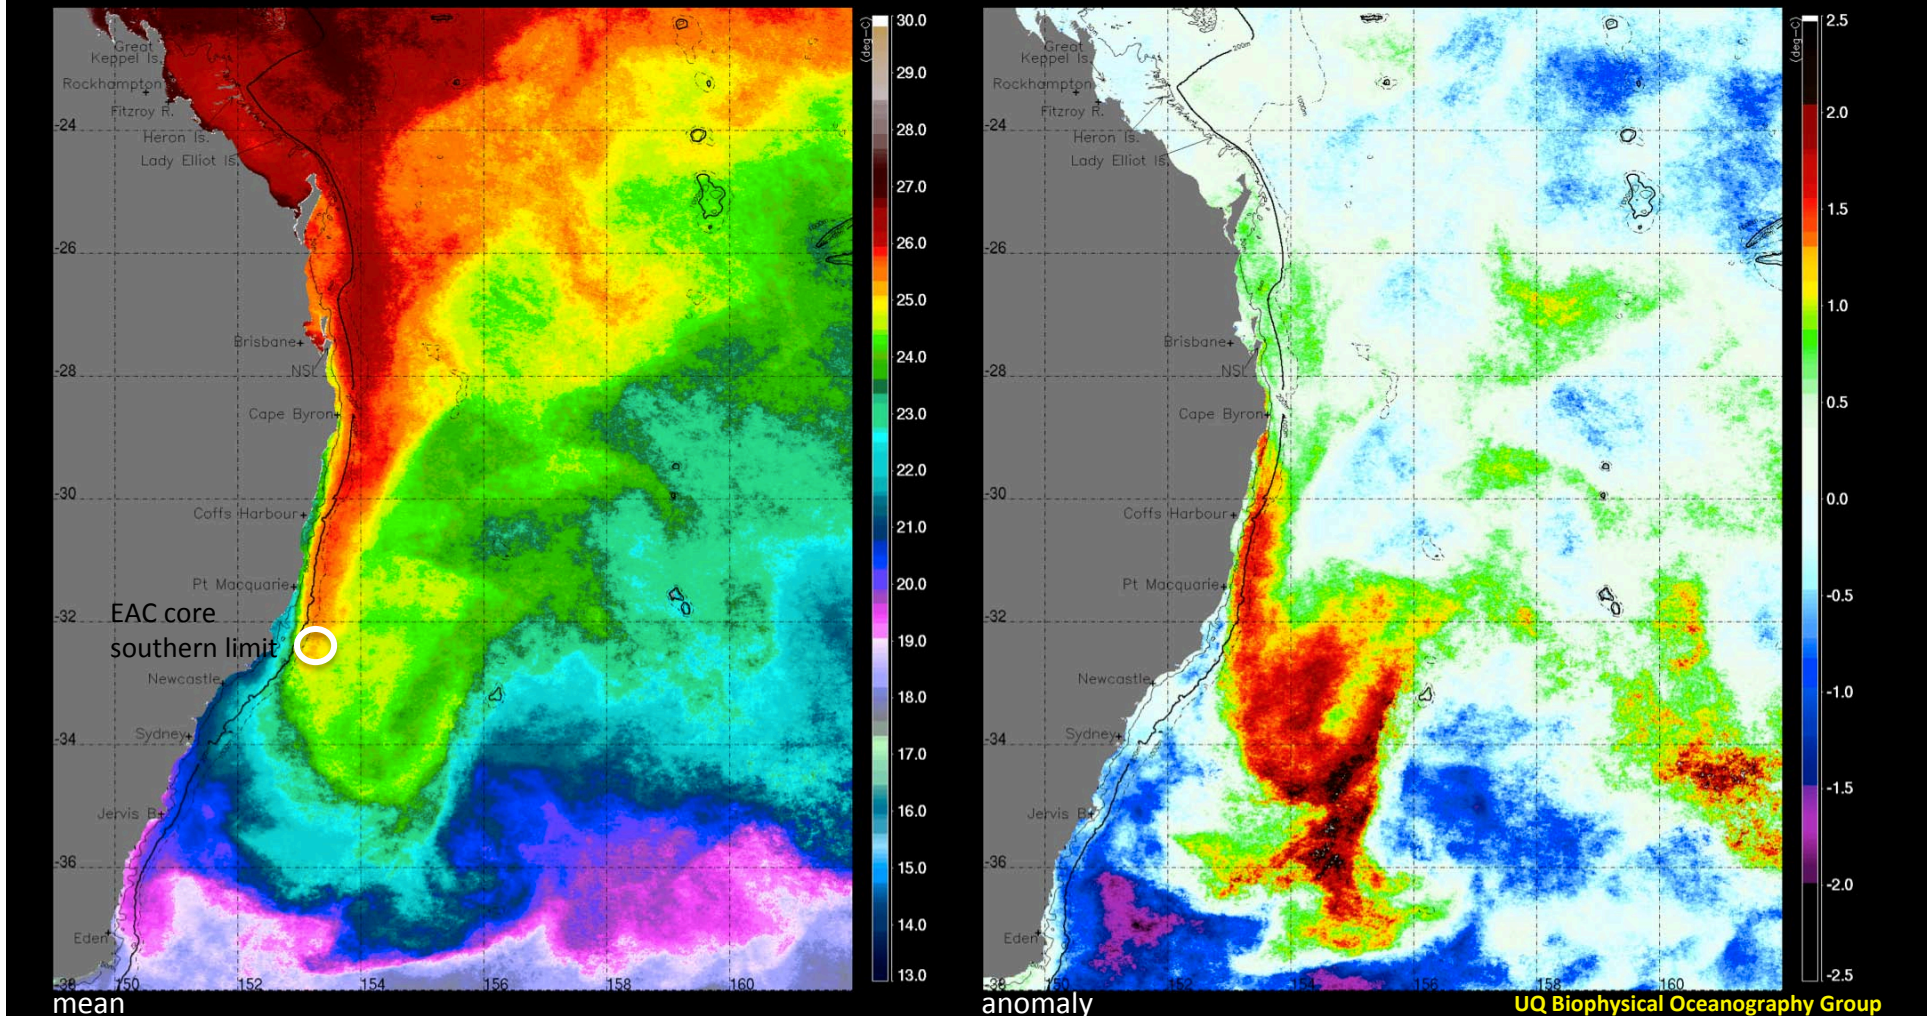 Great
Keppel Is.
Rockhampton
Fitzroy R.
-24
Heron Is.
Lady Elliot Is.
-26
Brisbane
NSI
-28
Cape Byron
-30
Coffs Harbour
Pt Macquarie
-32
EAC core
southern limit
Newcastle
Sydney
-34
Jervis B
-36
Eden
-38
150
152
154
156
158
160
mean
(deg-C)
30.0
29.0
28.0
27.0
26.0
25.0
24.0
23.0
22.0
21.0
20.0
19.0
18.0
17.0
16.0
15.0
14.0
13.0
Great
Keppel Is.
Rockhampton
Fitzroy R.
200m
1000m
-24
Heron Is.
Lady Elliot Is.
-26
Brisbane
NSI
-28
Cape Byron
-30
Coffs Harbour
Pt Macquarie
-32
Newcastle
Sydney
-34
Jervis B
-36
Eden
-38
150
152
154
156
158
160
anomaly
(deg-C)
2.5
2.0
1.5
1.0
0.5
0.0
-0.5
-1.0
-1.5
-2.0
-2.5
UQ Biophysical Oceanography Group